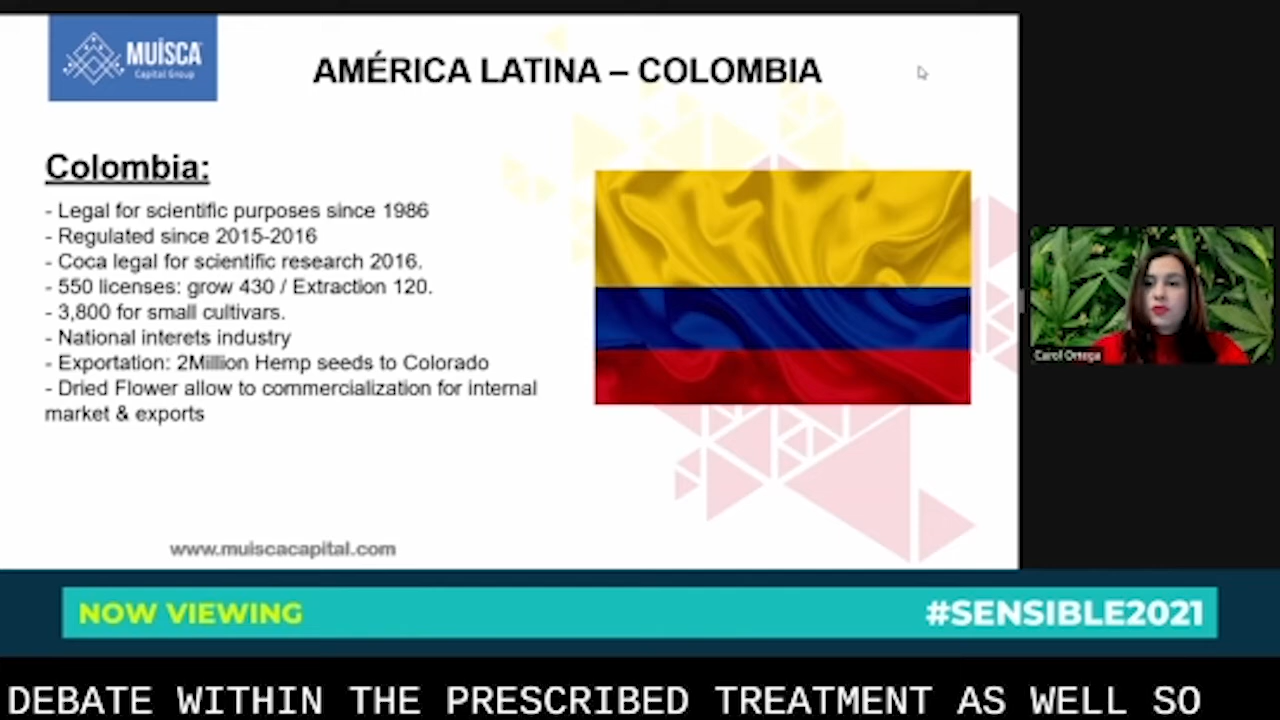 MUÏSCA
Capital Group
AMÉRICA LATINA – COLOMBIA
Colombia:
- Legal for scientific purposes since 1986
- Regulated since 2015-2016
- Coca legal for scientific research 2016.
- 550 licenses: grow 430 / Extraction 120.
- 3,800 for small cultivars.
- National interets industry
- Exportation: 2Million Hemp seeds to Colorado
- Dried Flower allow to commercialization for internal
market & exports
www.muiscacapital.com
Carol Ortega
NOW VIEWING
#SENSIBLE2021
DEBATE WITHIN THE PRESCRIBED TREATMENT AS WELL SO